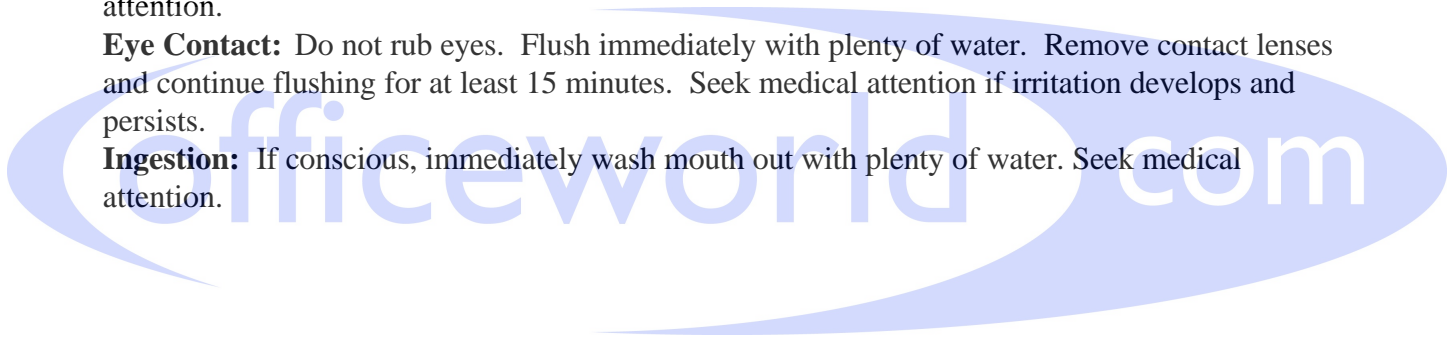 attention.
Eye Contact: Do not rub eyes. Flush immediately with plenty of water. Remove contact lenses
and continue flushing for at least 15 minutes. Seek medical attention if irritation develops and
persists.
Ingestion: If conscious, immediately wash mouth out with plenty of water. Seek medical
attention.
officeworld com